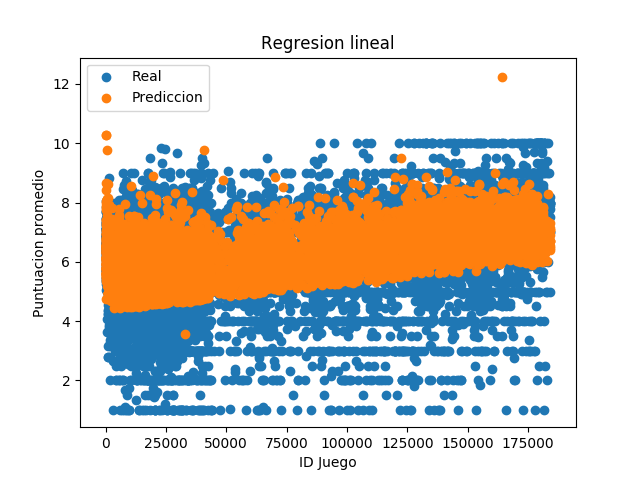 Regresion lineal
Real
Prediccion
Puntuacion promedio
12
10
8
6
4
2
0 25000 50000 75000 100000 125000 150000 175000
ID Juego